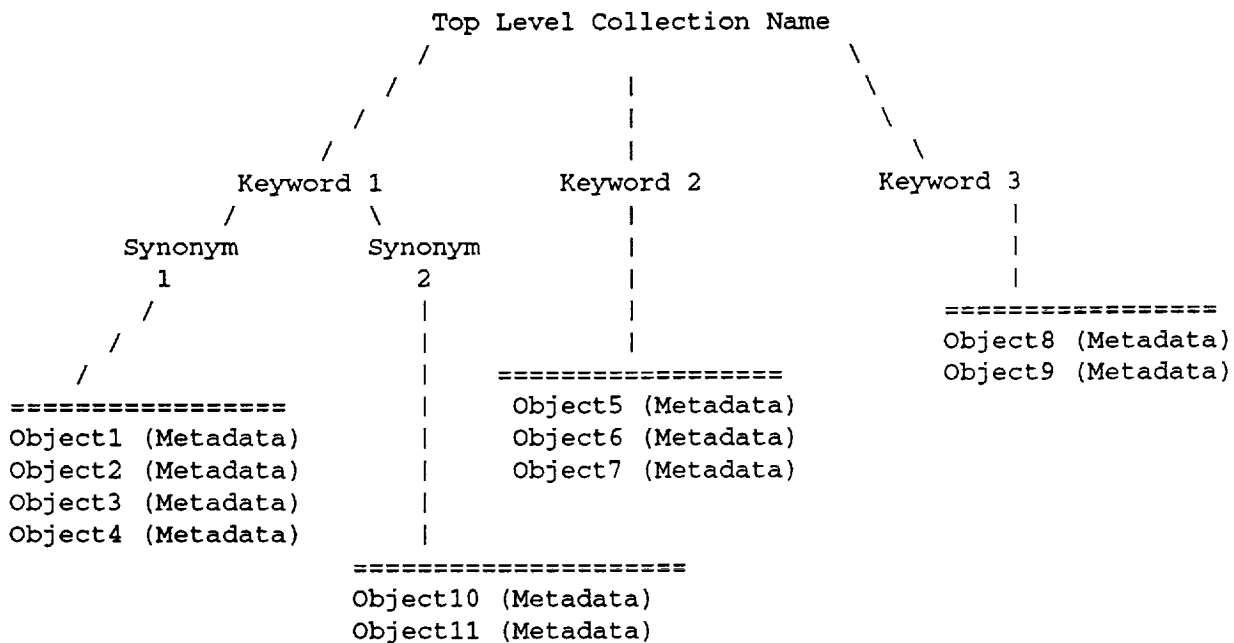 Top Level Collection Name
Keyword 1 Keyword 2 Keyword 3
Synonym Synonym
1 2
Object8 (Metadata)
Object9 (Metadata)
Object5 (Metadata)
Object6 (Metadata)
Object7 (Metadata)
Object1 (Metadata)
Object2 (Metadata)
Object3 (Metadata)
Object4 (Metadata)
Object10 (Metadata)
Object11 (Metadata)